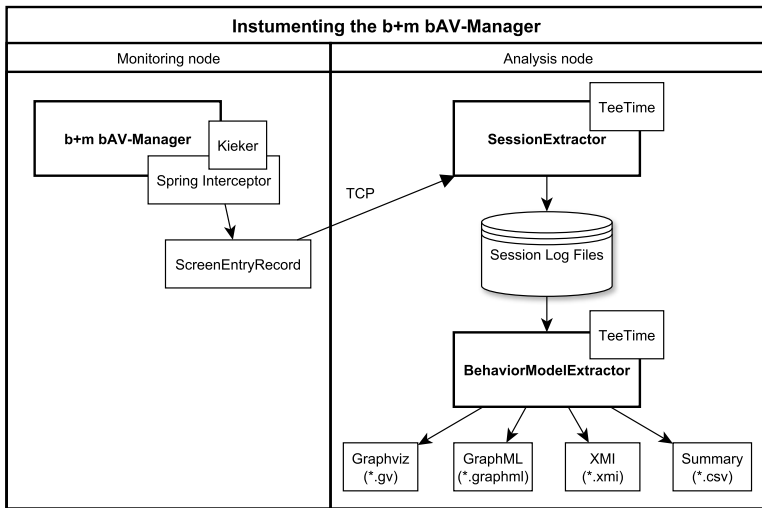 Instumenting the b+m bAV-Manager
Monitoring node
Analysis node
b+m bAV-Manager
Kieker
Spring Interceptor
ScreenEntryRecord
TCP
TeeTime
SessionExtractor
Session Log Files
TeeTime
BehaviorModelExtractor
Graphviz
(*.gv)
GraphML
(*.graphml)
XMI
(*.xmi)
Summary
(*.csv)